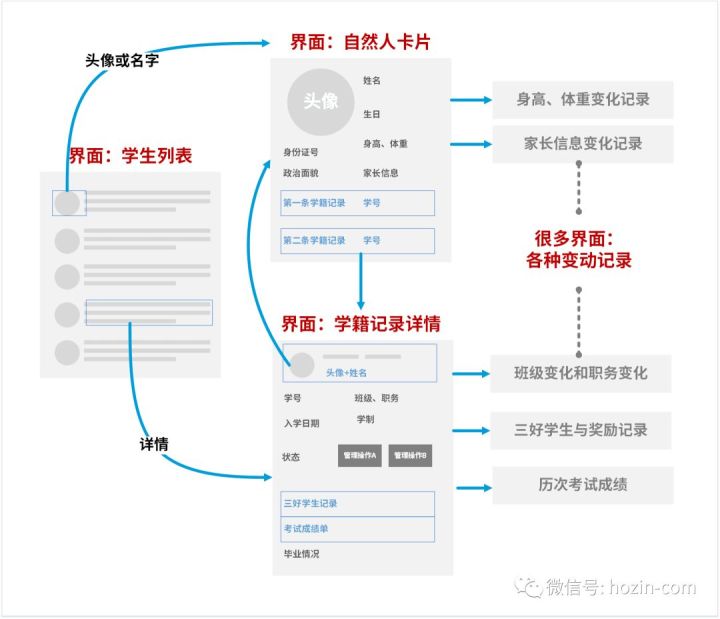 界面：自然人卡片
头像或名字
头像
姓名
生日
身份证号
身高、体重
政治面貌
家长信息
第一条学籍记录 学号
第二条学籍记录 学号
身高、体重变化记录
家长信息变化记录
界面：学生列表
很多界面：
各种变动记录
界面：学籍记录详情
头像+姓名
学号
班级、职务
入学日期
学制
状态
管理操作A
管理操作B
三好学生记录
考试成绩单
毕业情况
详情
班级变化和职务变化
三好学生与奖励记录
历次考试成绩
微信号: hozin-com